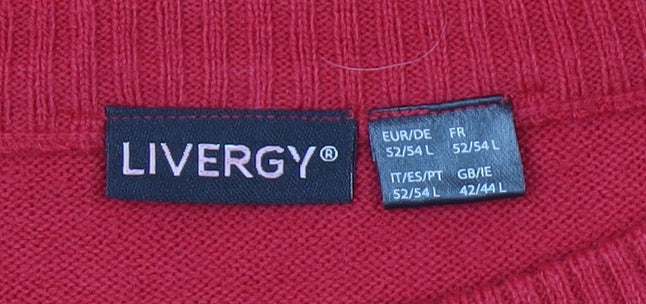 LIVERGY®
EUR/DE FR
52/54 L 52/54 L
IT/ES/PT GB/IE
52/54 L 42/44 L